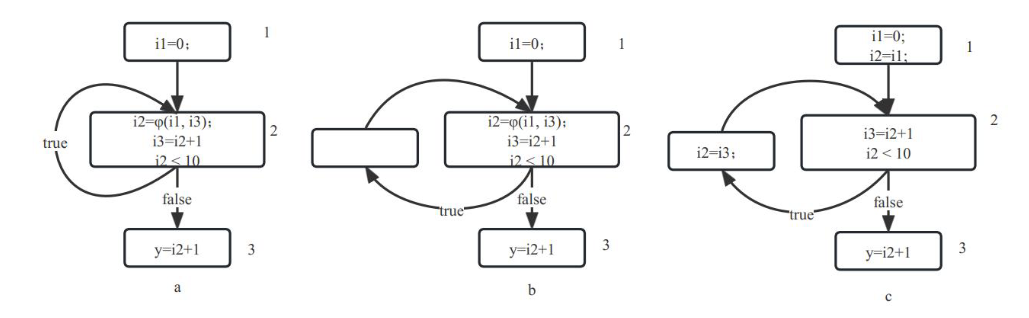 i1=0;
1
i2=φ(i1, i3);
i3=i2+1
i2 < 10
2
true
false
y=i2+1
3
a
i1=0;
1
i2=φ(i1, i3);
i3=i2+1
i2 < 10
2
true
false
y=i2+1
3
b
i1=0;
i2=i1;
1
i3=i2+1
i2 < 10
2
i2=i3;
true
false
y=i2+1
3
c